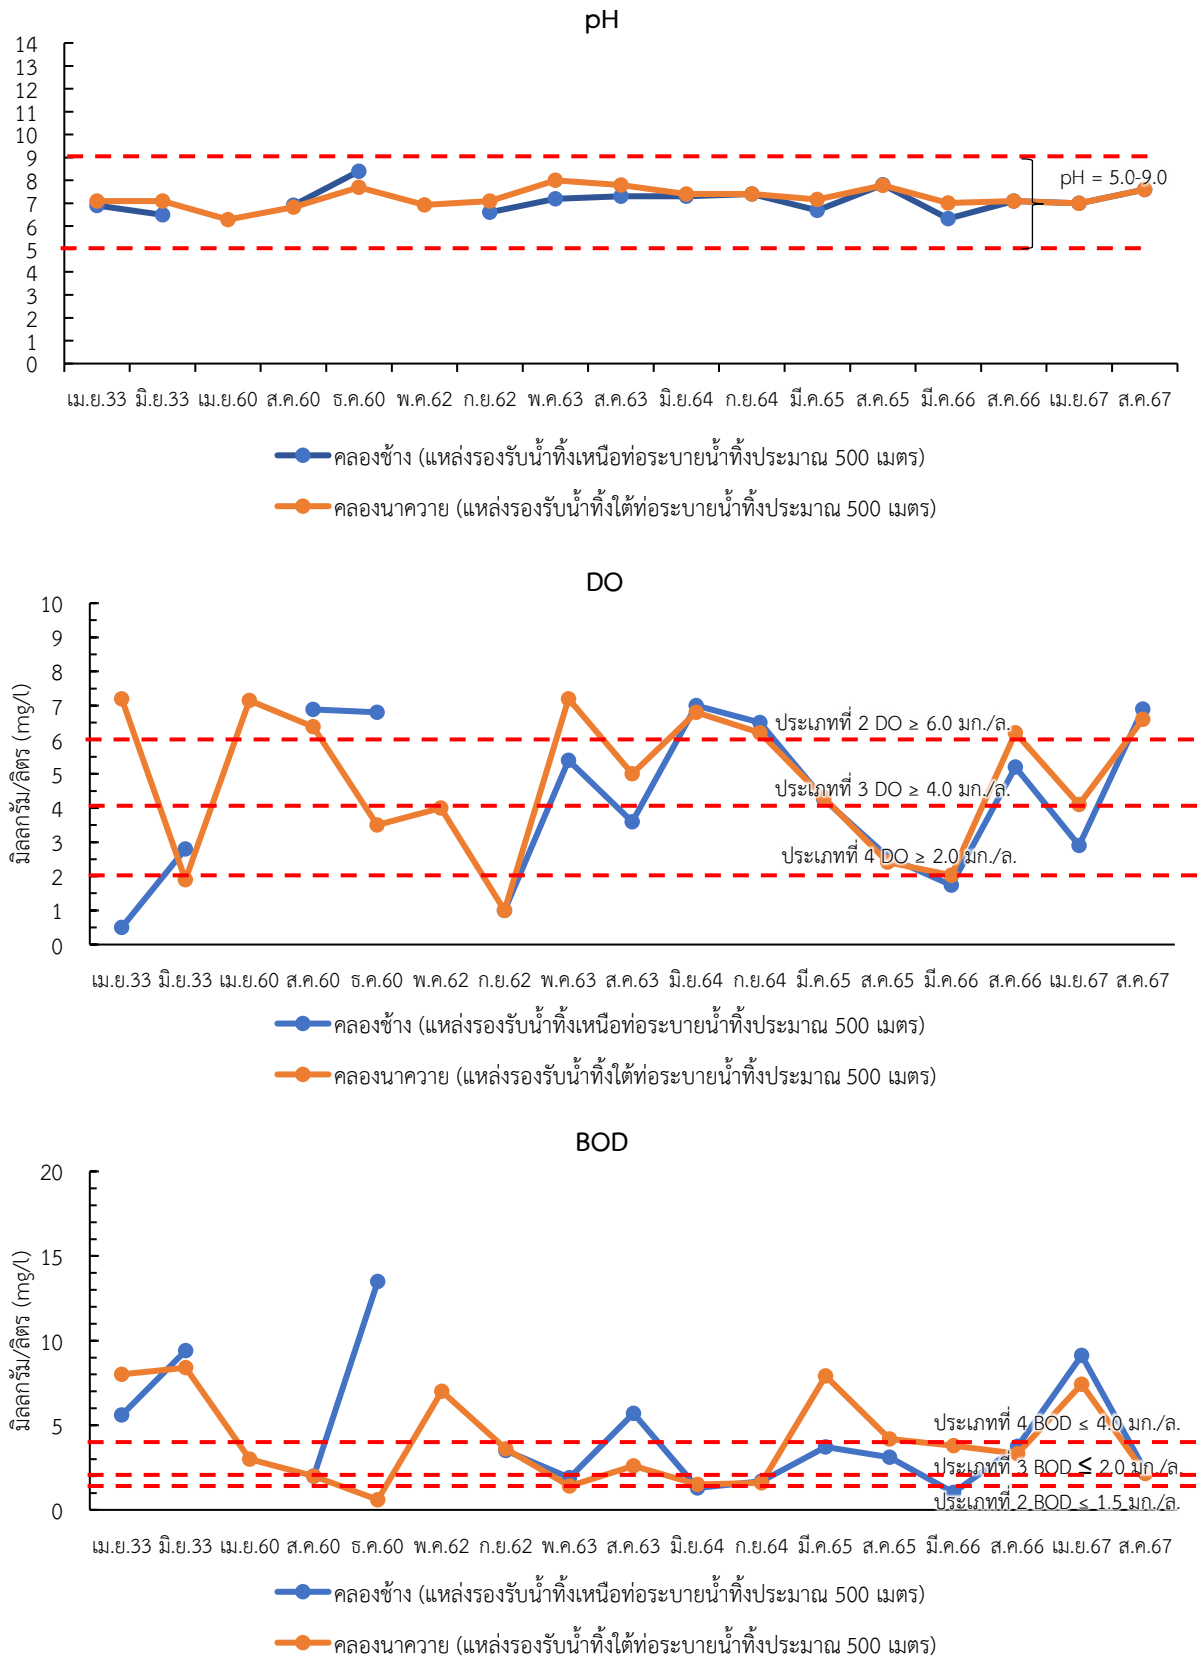 pH
14
13
12
11
10
9
8
7
6
5
4
3
2
1
0
pH = 5.0-9.0
เม.ย.33 มิ.ย.33 เม.ย.60 ส.ค.60 ธ.ค.60 พ.ค.62 ก.ย.62 พ.ค.63 ส.ค.63 มิ.ย.64 ก.ย.64 มี.ค.65 ส.ค.65 มี.ค.66 ส.ค.66 เม.ย.67 ส.ค.67
คลองช้าง (แหล่งรองรับน้ำทิ้งเหนือท่อระบายน้ำทิ้งประมาณ 500 เมตร)
คลองนาควาย (แหล่งรองรับน้ำทิ้งใต้ท่อระบายน้ำทิ้งประมาณ 500 เมตร)
DO
มิลลกรัม/ลิตร (mg/l)
10
9
8
7
6
5
4
3
2
1
0
ประเภทที่ 2 DO ≥ 6.0 มก./ล.
ประเภทที่ 3 DO ≥ 4.0 มก./ล.
ประเภทที่ 4 DO ≥ 2.0 มก./ล.
เม.ย.33 มิ.ย.33 เม.ย.60 ส.ค.60 ธ.ค.60 พ.ค.62 ก.ย.62 พ.ค.63 ส.ค.63 มิ.ย.64 ก.ย.64 มี.ค.65 ส.ค.65 มี.ค.66 ส.ค.66 เม.ย.67 ส.ค.67
คลองช้าง (แหล่งรองรับน้ำทิ้งเหนือท่อระบายน้ำทิ้งประมาณ 500 เมตร)
คลองนาควาย (แหล่งรองรับน้ำทิ้งใต้ท่อระบายน้ำทิ้งประมาณ 500 เมตร)
BOD
มิลลกรัม/ลิตร (mg/l)
20
15
10
5
0
ประเภทที่ 4 BOD ≤ 4.0 มก./ล.
ประเภทที่ 3 BOD ≤ 2.0 มก./ล.
ประเภทที่ 2 BOD ≤ 1.5 มก./ล.
เม.ย.33 มิ.ย.33 เม.ย.60 ส.ค.60 ธ.ค.60 พ.ค.62 ก.ย.62 พ.ค.63 ส.ค.63 มิ.ย.64 ก.ย.64 มี.ค.65 ส.ค.65 มี.ค.66 ส.ค.66 เม.ย.67 ส.ค.67
คลองช้าง (แหล่งรองรับน้ำทิ้งเหนือท่อระบายน้ำทิ้งประมาณ 500 เมตร)
คลองนาควาย (แหล่งรองรับน้ำทิ้งใต้ท่อระบายน้ำทิ้งประมาณ 500 เมตร)